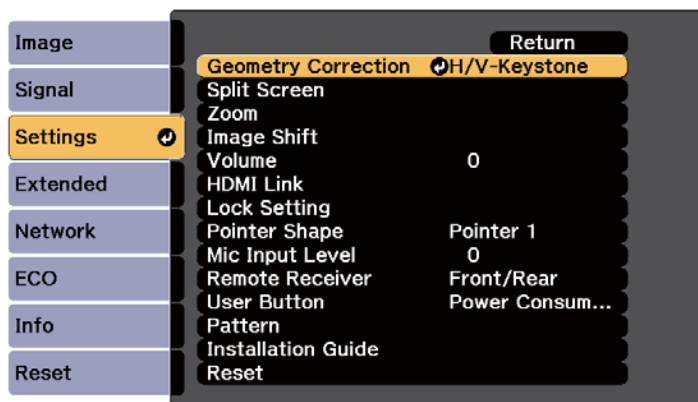 Image
Signal
Settings
Extended
Network
ECO
Info
Reset
Return
Geometry Correction H/V-Keystone
Split Screen
Zoom
Image Shift
Volume 0
HDMI Link
Lock Setting
Pointer Shape Pointer 1
Mic Input Level 0
Remote Receiver Front/Rear
User Button Power Consum...
Pattern
Installation Guide
Reset